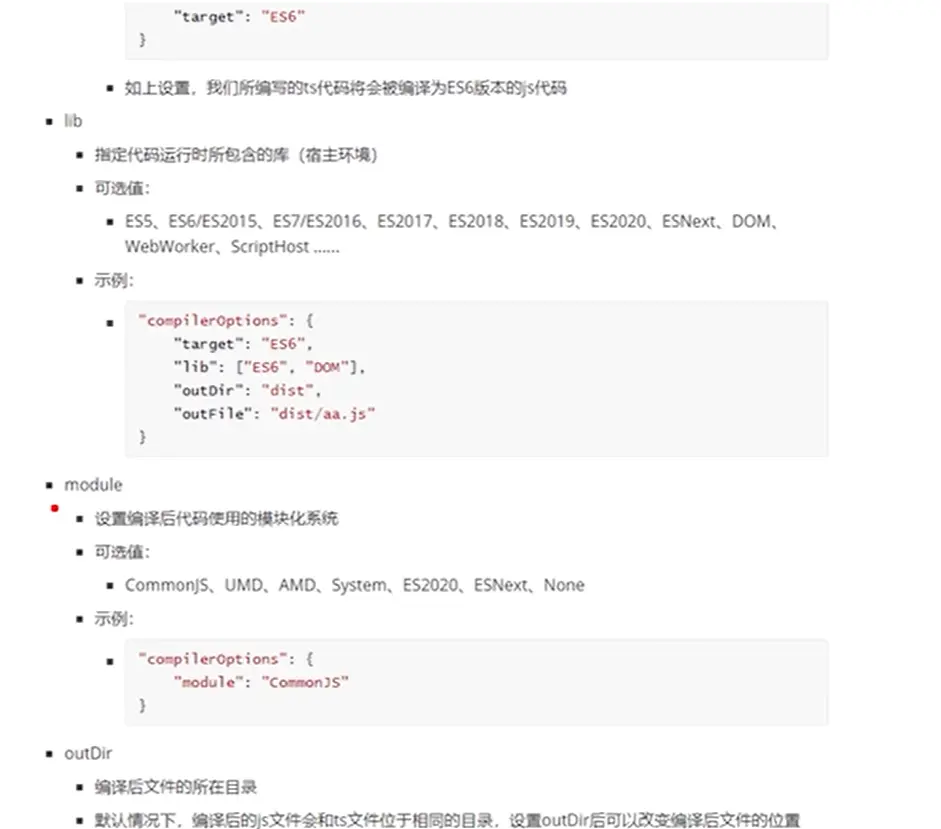 "target": "ES6"
}
如上设置，我们所编写的ts代码将会被编译为ES6版本的js代码
lib
指定代码运行时所包含的库（宿主环境）
可选值：
ES5、ES6/ES2015、ES7/ES2016、ES2017、ES2018、ES2019、ES2020、ESNext、DOM、
WebWorker、ScriptHost ......
示例：
"compilerOptions": {
"target": "ES6",
"lib": ["ES6", "DOM"],
"outDir": "dist",
"outFile": "dist/aa.js"
}
module
设置编译后代码使用的模块化系统
可选值：
CommonJS、UMD、AMD、System、ES2020、ESNext、None
示例：
"compilerOptions": {
"module": "CommonJS"
}
outDir
编译后文件的所在目录
默认情况下，编译后的js文件会和ts文件位于相同的目录，设置outDir后可以改变编译后文件的位置